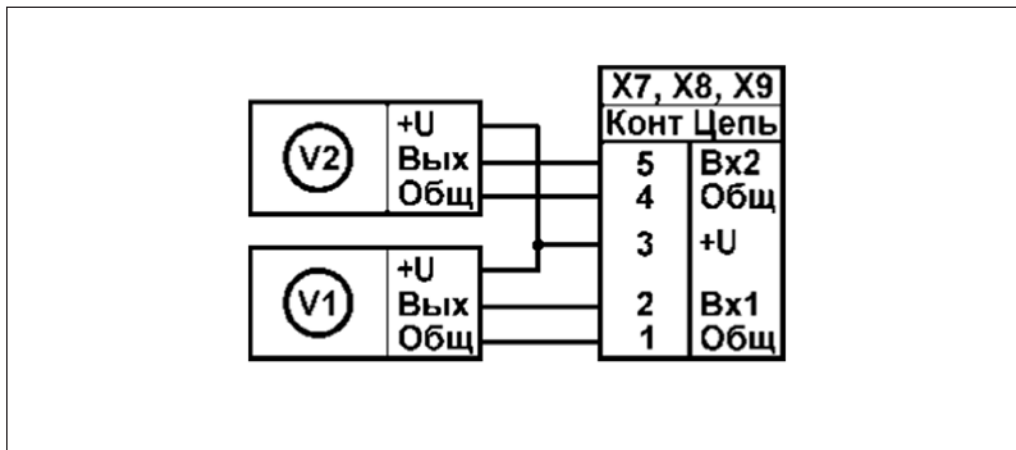 V2
+U
Вых
Общ
V1
+U
Вых
Общ
X7, X8, X9
Конт Цепь
5 Вх2
4 Общ
3 +U
2 Вх1
1 Общ